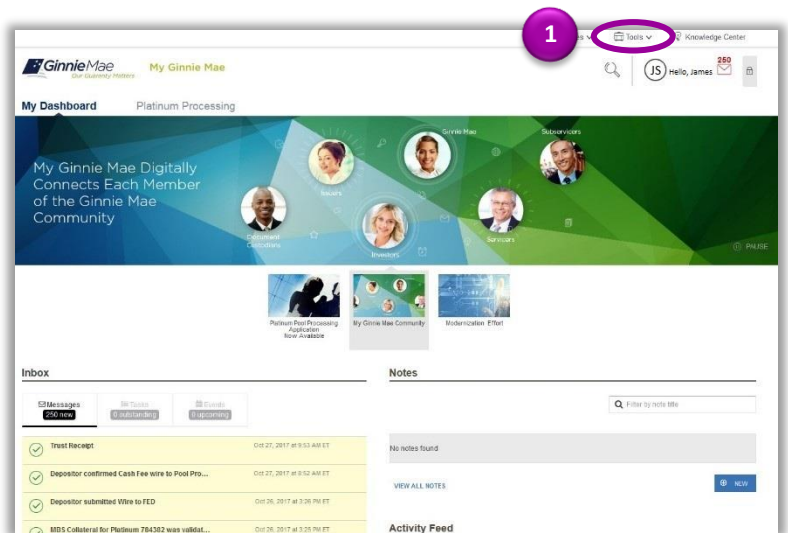 1
Tools
Knowledge Center
GinnieMae
Our Guaranty Matters
My Ginnie Mae
JS
Hello, James
250
My Dashboard
Platinum Processing
My Ginnie Mae Digitally
Connects Each Member
of the Ginnie Mae
Community
Issuers
Ginnie Mae
Subservicers
Document
Custodians
Investors
Servicers
PAUSE
Platinum Pool Processing
Application
Now Available
My Ginnie Mae Community
Modernization Effort
Inbox
Messages
250 new
Tasks
0 outstanding
Events
0 upcoming
Trust Receipt
Oct 27, 2017 at 8:53 AM ET
Depositor confirmed Cash Fee wire to Pool Pro...
Oct 27, 2017 at 8:52 AM ET
Depositor submitted Wire to FED
Oct 26, 2017 at 3:26 PM ET
MBS Collateral for Platinum 784382 was validat...
Oct 26, 2017 at 3:25 PM ET
Notes
Filter by note title
No notes found
VIEW ALL NOTES
NEW
Activity Feed